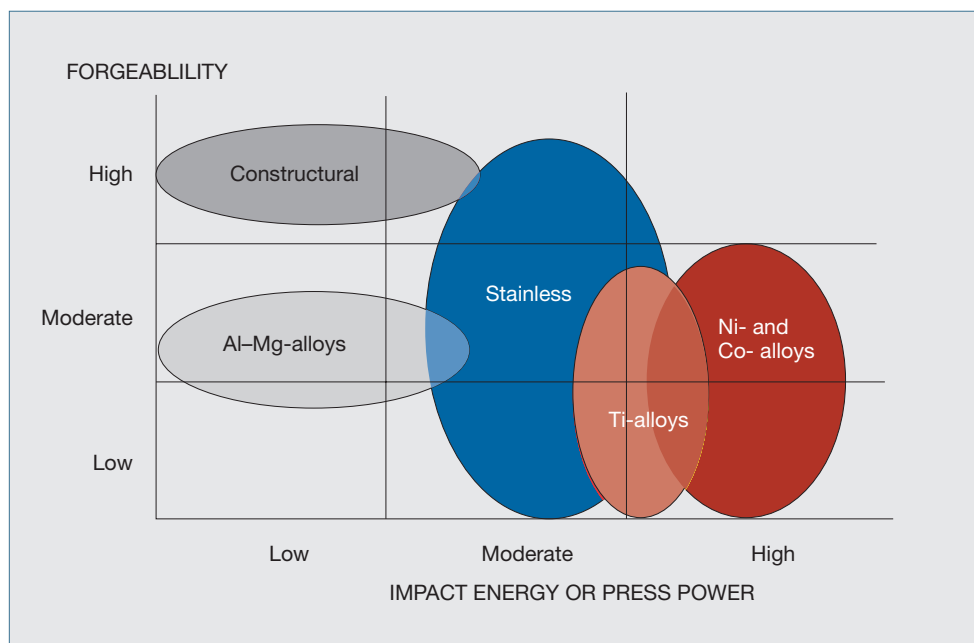 FORGEABLILITY
High
Constructural
Stainless
Moderate
Al–Mg-alloys
Ni- and
Co- alloys
Ti-alloys
Low
Low
Moderate
High
IMPACT ENERGY OR PRESS POWER